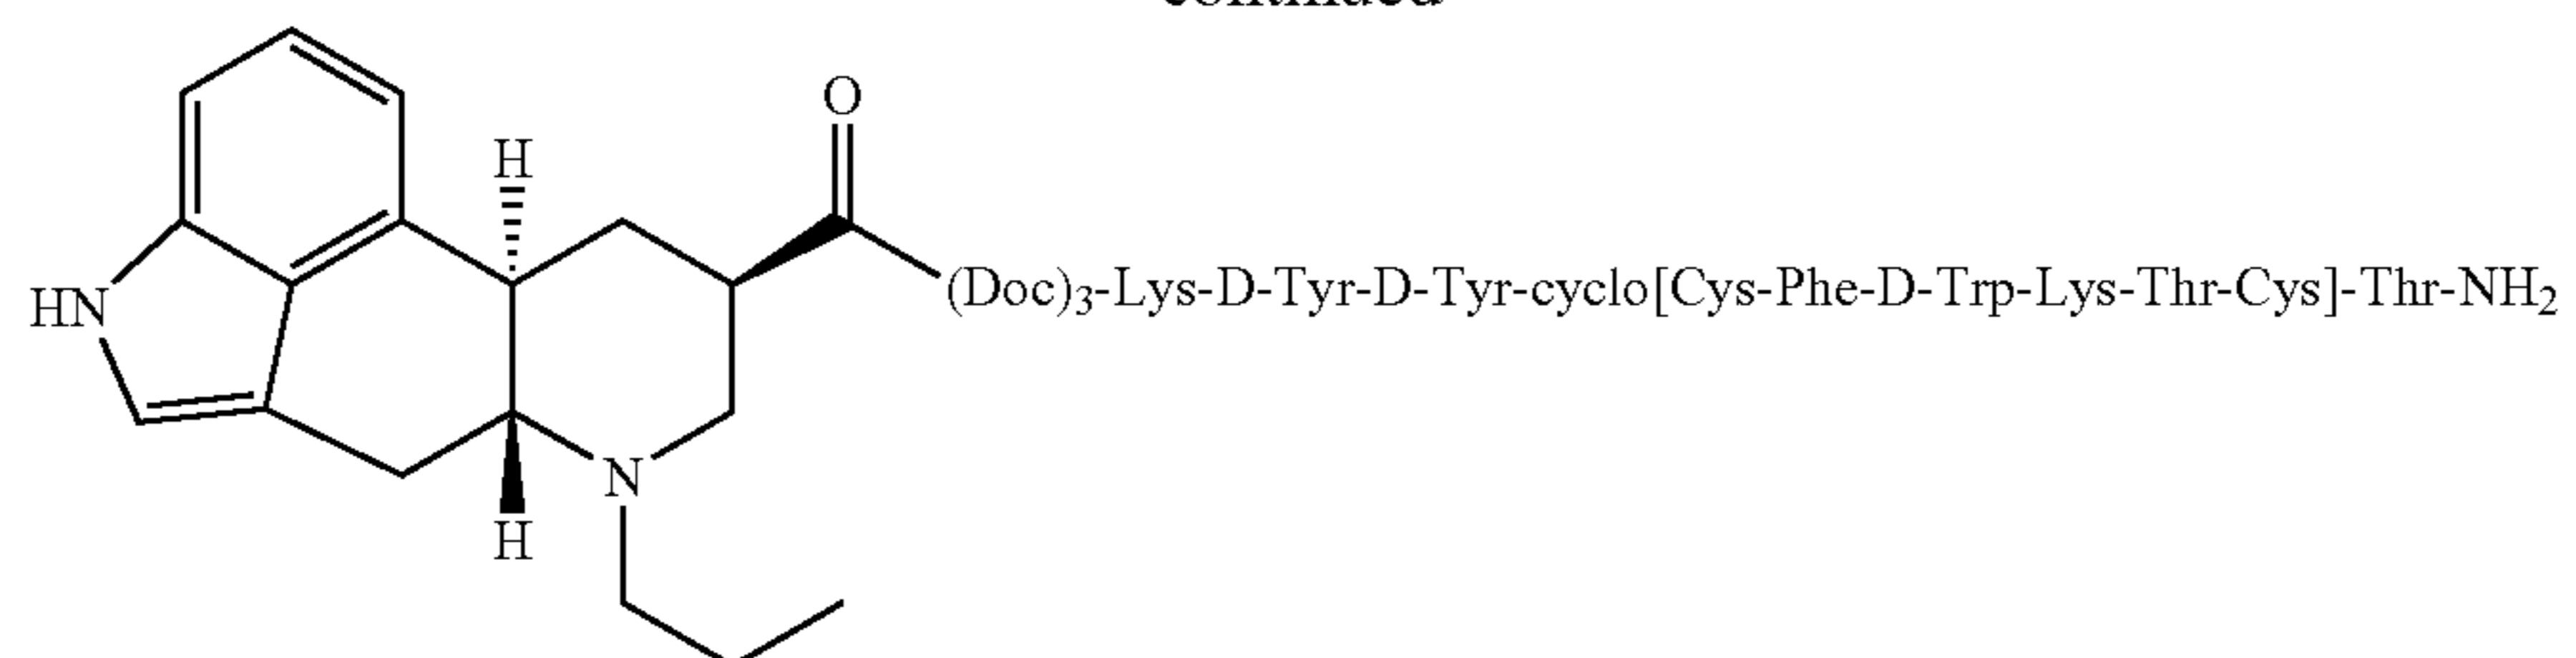 O
H
(Doc)3-Lys-D-Tyr-D-Tyr-cyclo[Cys-Phe-D-Trp-Lys-Thr-Cys]-Thr-NH2
HN
N
H